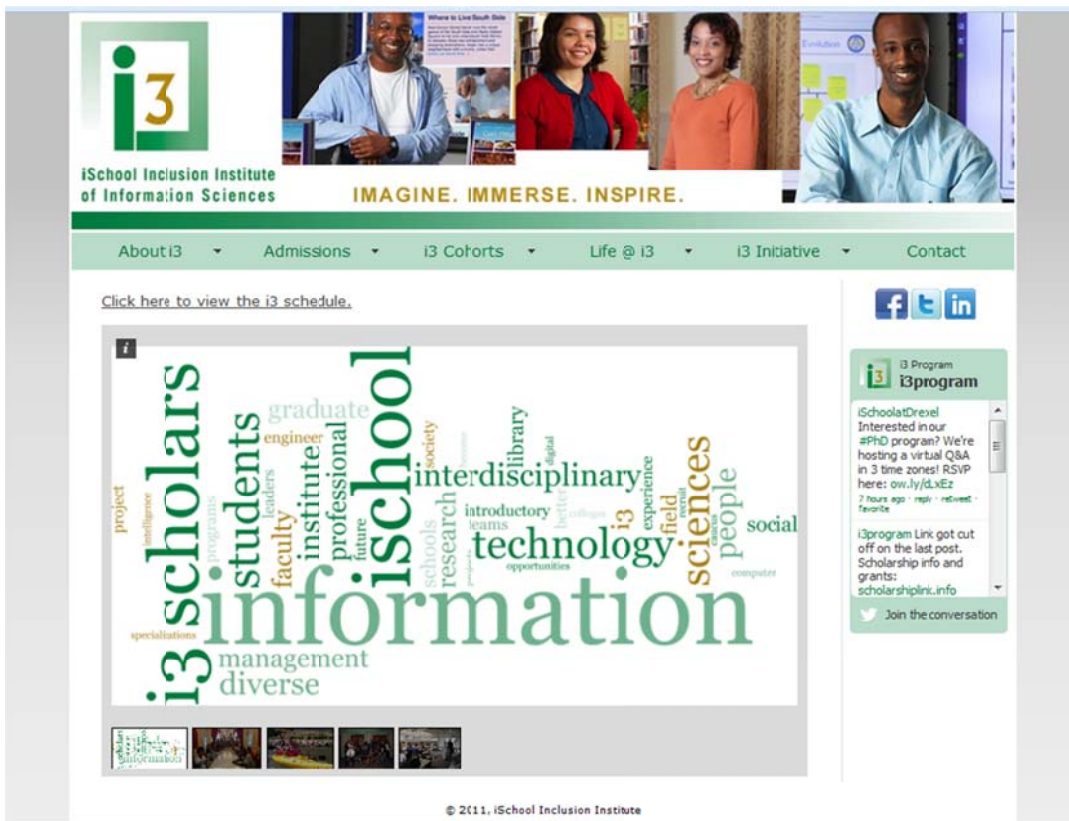 Where to Live South Side
Evolution
i3
iSchool Inclusion Institute
of Information Sciences
IMAGINE. IMMERSE. INSPIRE.
About i3
Admissions
i3 Cohorts
Life @ i3
i3 Initiative
Contact
Click here to view the i3 schedule.
i
i3 scholars
ischool
information
students
graduate
engineer
institute
professional
society
library
digital
interdisciplinary
sciences
project
intelligence
programs
leaders
faculty
future
schools
research
introductory
teams
better
colleges
i3
experience
field
recruit
caucus
people
social
technology
opportunities
computer
specializations
management
diverse
f
t
in
i3
i3 Program
i3program
iSchoolatDrexel
Interested in our
#PhD program? We're
hosting a virtual Q&A
in 3 time zones! RSVP
here: ow.ly/dLxEz
7 hours ago · reply · retweet ·
favorite
i3program Link got cut
off on the last post.
Scholarship info and
grants:
scholarshiplink.info
Join the conversation
© 2011, iSchool Inclusion Institute